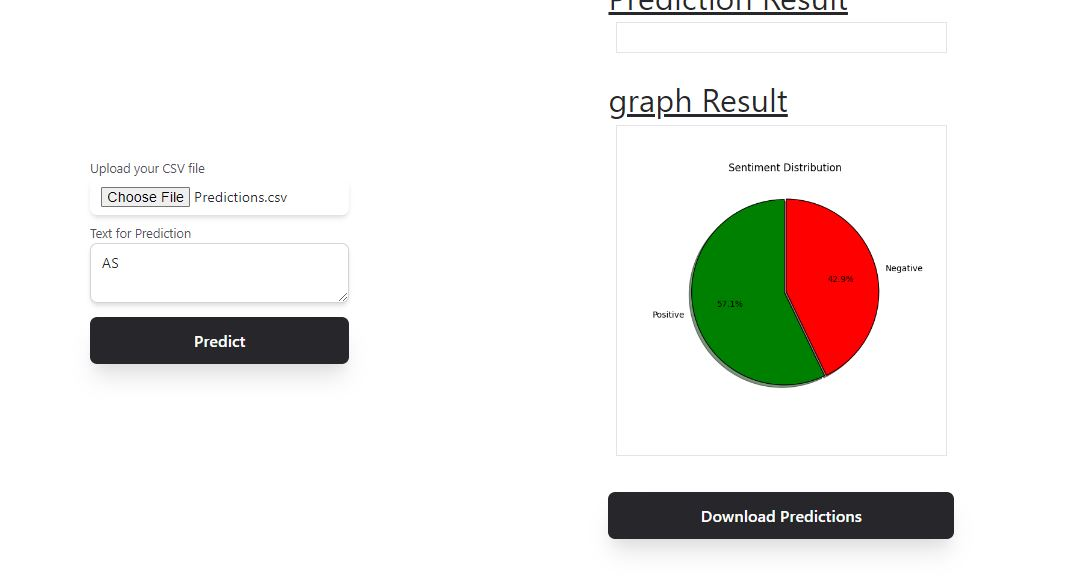 Prediction Result
graph Result
Upload your CSV file
Choose File Predictions.csv
Text for Prediction
AS
Predict
Sentiment Distribution
Negative
42.9%
57.1%
Positive
Download Predictions